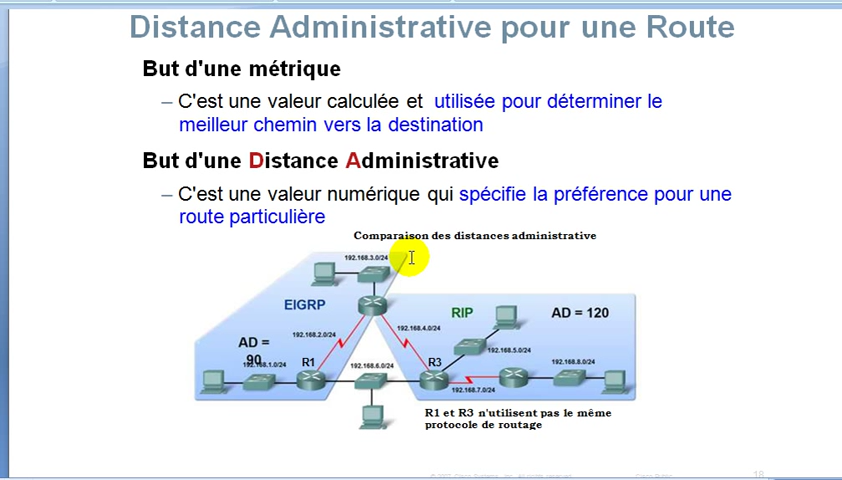 Distance Administrative pour une Route
But d'une métrique
– C'est une valeur calculée et utilisée pour déterminer le
meilleur chemin vers la destination
But d'une Distance Administrative
– C'est une valeur numérique qui spécifie la préférence pour une
route particulière
Comparaison des distances administrative
192.168.3.0/24
EIGRP
RIP
AD = 120
192.168.2.0/24
192.168.4.0/24
AD =
90
192.168.5.0/24
192.168.1.0/24
R1
192.168.6.0/24
R3
192.168.8.0/24
192.168.7.0/24
R1 et R3 n'utilisent pas le même
protocole de routage
18